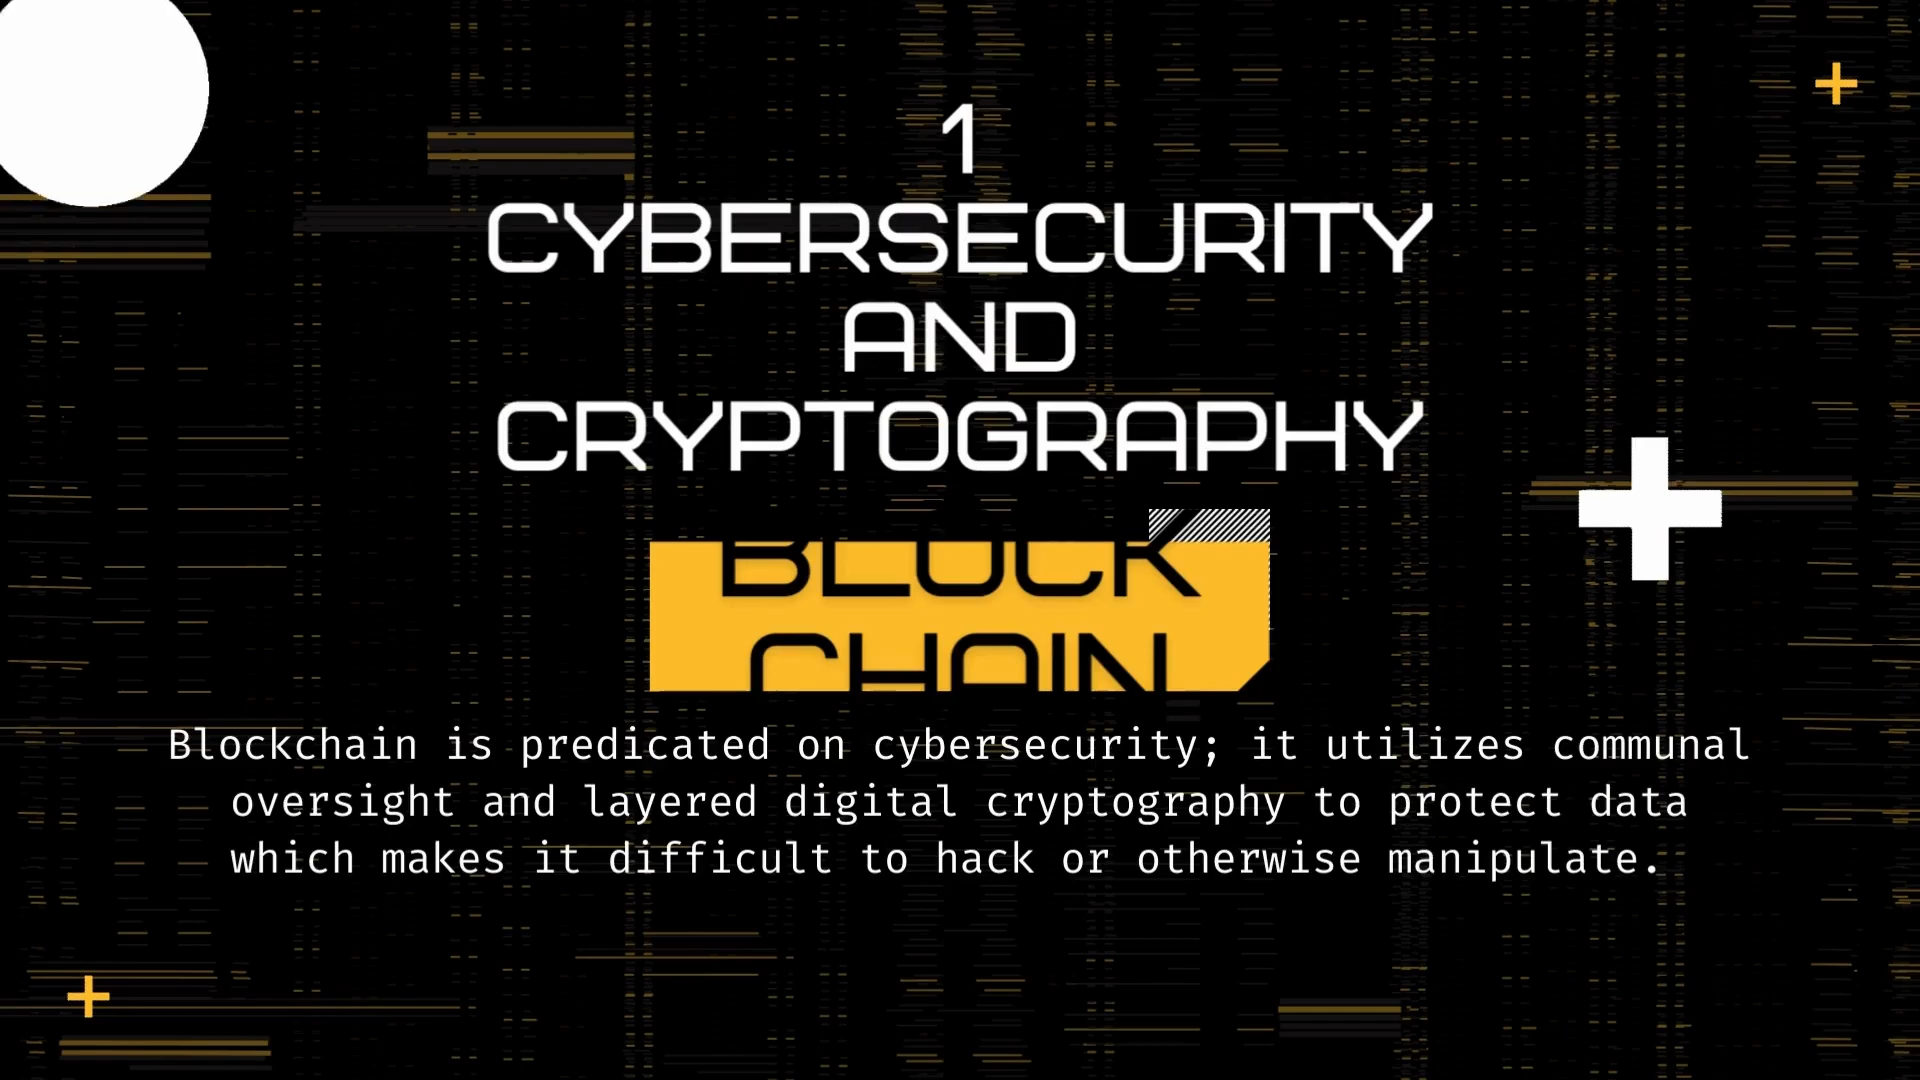 1
CYBERSECURITY
AND
CRYPTOGRAPHY
BLOCK
CHAIN
Blockchain is predicated on cybersecurity; it utilizes communal
oversight and layered digital cryptography to protect data
which makes it difficult to hack or otherwise manipulate.